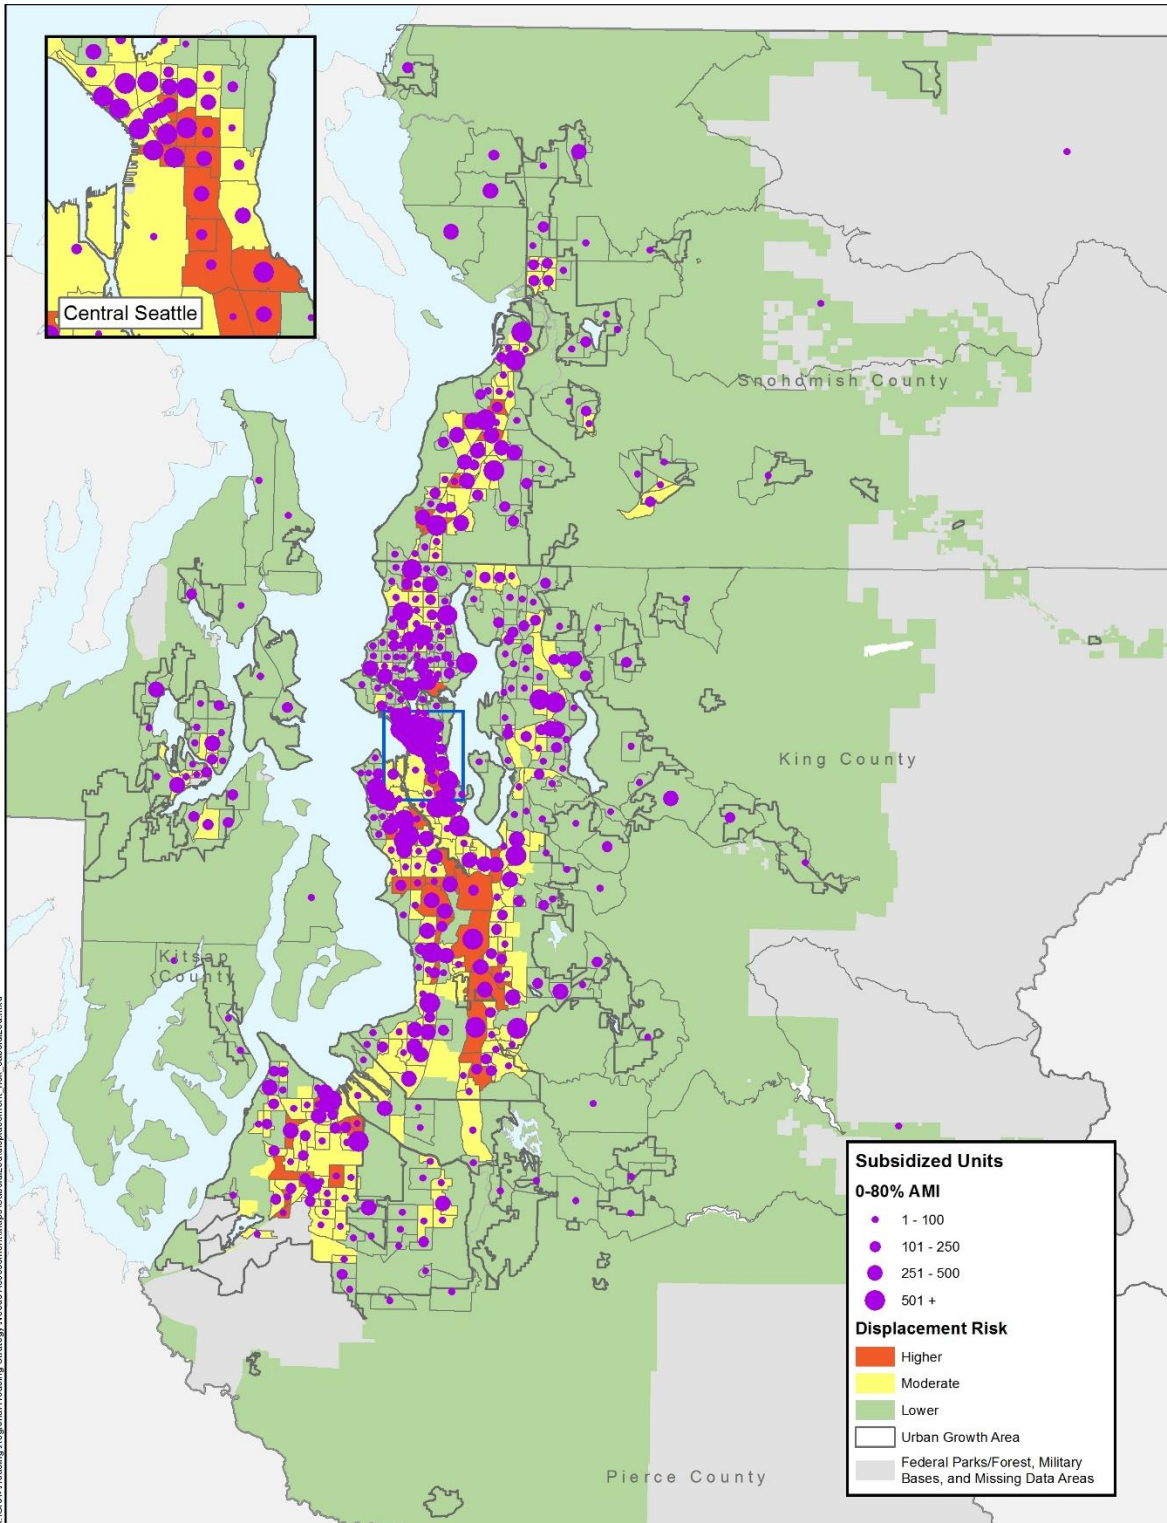 Central Seattle
Snohomish County
King County
Kitsap
County
Pierce County
Subsidized Units
0-80% AMI
1 - 100
101 - 250
251 - 500
501 +
Displacement Risk
Higher
Moderate
Lower
Urban Growth Area
Federal Parks/Forest, Military
Bases, and Missing Data Areas